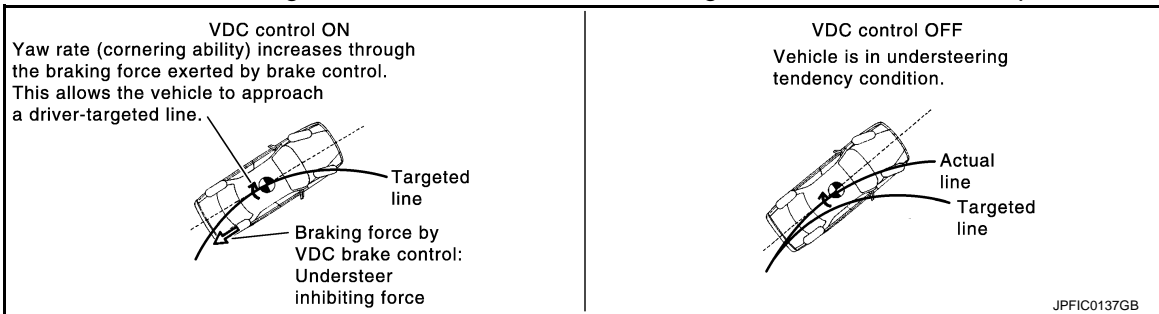 VDC control ON
Yaw rate (cornering ability) increases through
the braking force exerted by brake control.
This allows the vehicle to approach
a driver-targeted line.
Targeted
line
Braking force by
VDC brake control:
Understeer
inhibiting force
VDC control OFF
Vehicle is in understeering
tendency condition.
Actual
line
Targeted
line
JPFIC0137GB